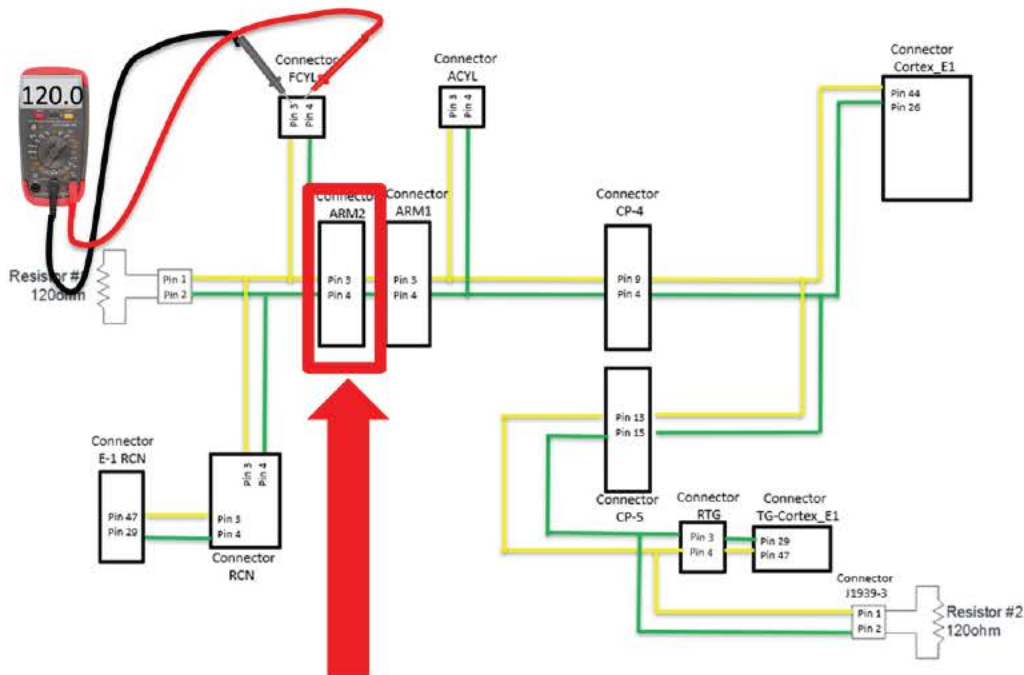 120.0
Connector
FCYL
Pin 3
Pin 4
Connector
ACYL
Pin 3
Pin 4
Connector
Cortex_E1
Pin 44
Pin 26
Connector
ARM2
Pin 3
Pin 4
Connector
ARM1
Pin 3
Pin 4
Connector
CP-4
Pin 9
Pin 4
Resistor #
120ohm
Pin 1
Pin 2
Pin 13
Pin 15
Connector
CP-5
Connector
E-1 RCN
Pin 47
Pin 29
Pin 3
Pin 4
Pin 3
Pin 4
Connector
RCN
Connector
RTG
Pin 3
Pin 4
Connector
TG-Cortex_E1
Pin 29
Pin 47
Connector
J1939-3
Pin 1
Pin 2
Resistor #2
120ohm